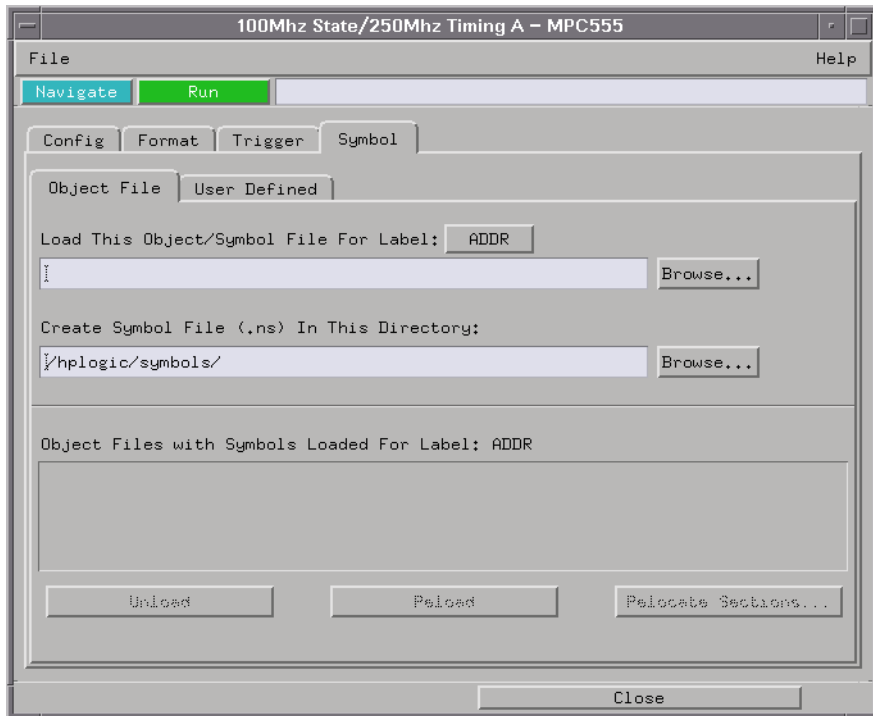 100Mhz State/250Mhz Timing A – MPC555
File Help
Navigate Run
Config Format Trigger Symbol
Object File User Defined
Load This Object/Symbol File For Label: ADDR
Browse...
Create Symbol File (.ns) In This Directory:
/hplogic/symbols/ Browse...
Object Files with Symbols Loaded For Label: ADDR
Unload Reload Relocate Sections...
Close